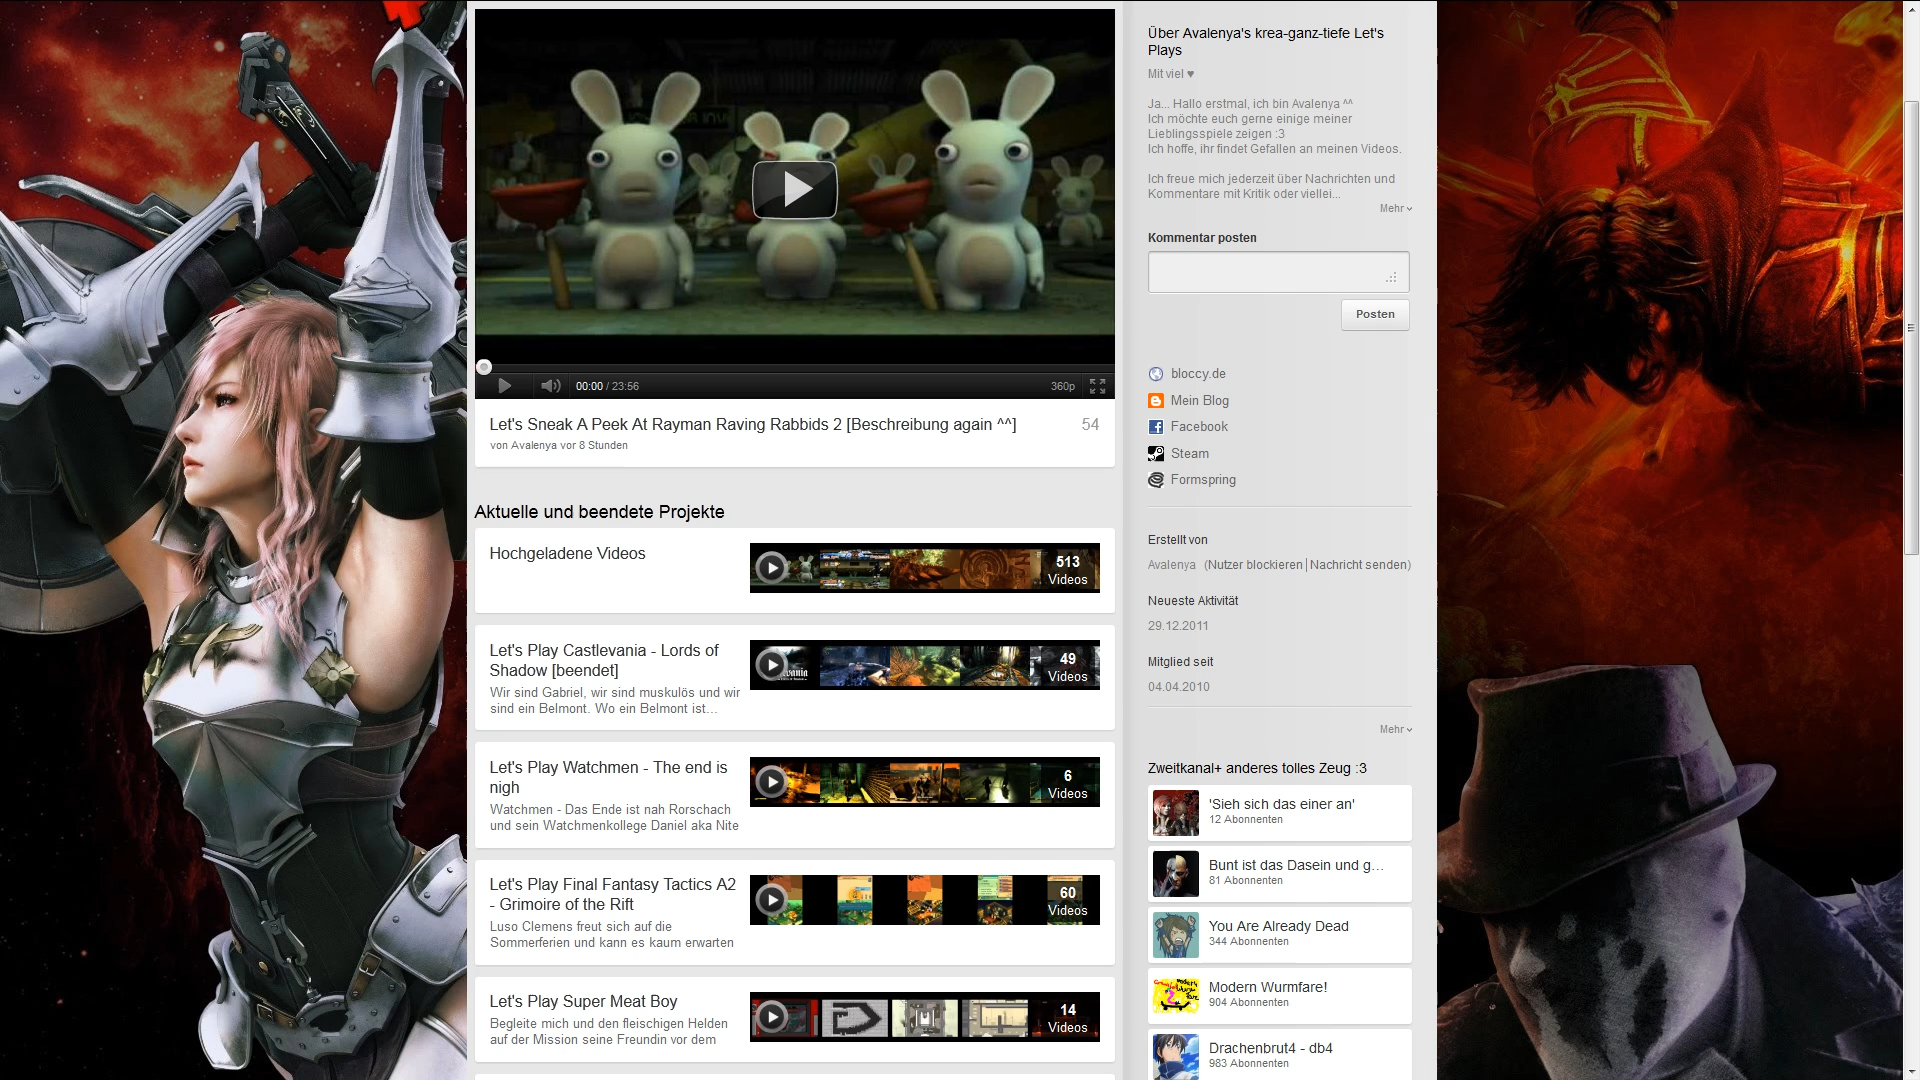 00:00 / 23:56
360p
Let's Sneak A Peek At Rayman Raving Rabbids 2 [Beschreibung again ^^]
54
von Avalenya vor 8 Stunden
Aktuelle und beendete Projekte
Hochgeladene Videos
513
Videos
Let's Play Castlevania - Lords of
Shadow [beendet]
Wir sind Gabriel, wir sind muskulös und wir
sind ein Belmont. Wo ein Belmont ist...
49
Videos
Let's Play Watchmen - The end is
nigh
Watchmen - Das Ende ist nah Rorschach
und sein Watchmenkollege Daniel aka Nite
6
Videos
Let's Play Final Fantasy Tactics A2
- Grimoire of the Rift
Luso Clemens freut sich auf die
Sommerferien und kann es kaum erwarten
60
Videos
Let's Play Super Meat Boy
Begleite mich und den fleischigen Helden
auf der Mission seine Freundin vor dem
14
Videos
Über Avalenya's krea-ganz-tiefe Let's
Plays
Mit viel ♥
Ja... Hallo erstmal, ich bin Avalenya ^^
Ich möchte euch gerne einige meiner
Lieblingsspiele zeigen :3
Ich hoffe, ihr findet Gefallen an meinen Videos.
Ich freue mich jederzeit über Nachrichten und
Kommentare mit Kritik oder viellei...
Mehr
Kommentar posten
Posten
bloccy.de
Mein Blog
Facebook
Steam
Formspring
Erstellt von
Avalenya (Nutzer blockieren|Nachricht senden)
Neueste Aktivität
29.12.2011
Mitglied seit
04.04.2010
Mehr
Zweitkanal+ anderes tolles Zeug :3
'Sieh sich das einer an'
12 Abonnenten
Bunt ist das Dasein und g...
81 Abonnenten
You Are Already Dead
344 Abonnenten
Modern Wurmfare!
904 Abonnenten
Drachenbrut4 - db4
983 Abonnenten